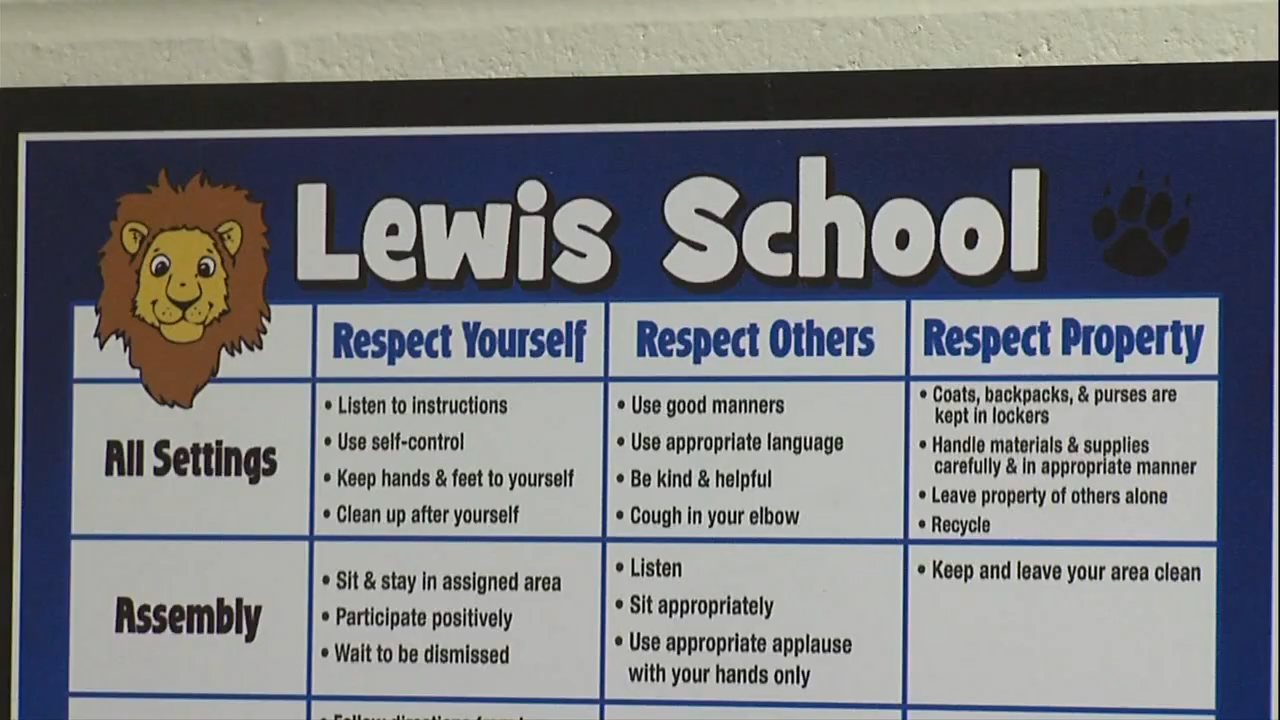 Lewis School
Respect Yourself
Respect Others
Respect Property
All Settings
• Listen to instructions
• Use self-control
• Keep hands & feet to yourself
• Clean up after yourself
• Use good manners
• Use appropriate language
• Be kind & helpful
• Cough in your elbow
• Coats, backpacks, & purses are
kept in lockers
• Handle materials & supplies
carefully & in appropriate manner
• Leave property of others alone
• Recycle
Assembly
• Sit & stay in assigned area
• Participate positively
• Wait to be dismissed
• Listen
• Sit appropriately
• Use appropriate applause
with your hands only
• Keep and leave your area clean
• Follow directions from